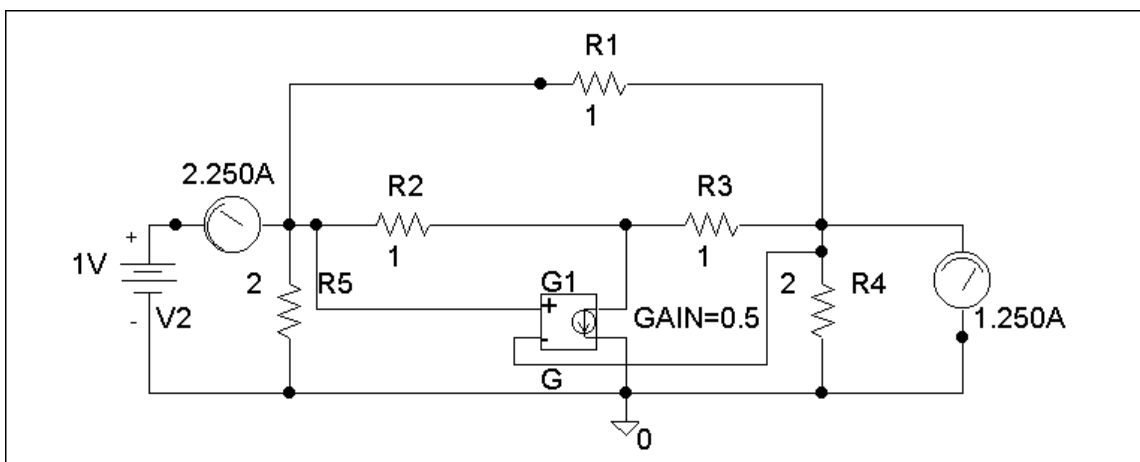 R1
1
2.250A
R2
R3
+
1
1
1V
2
R5
G1
2
R4
+
GAIN=0.5
-
V2
-
1.250A
G
0